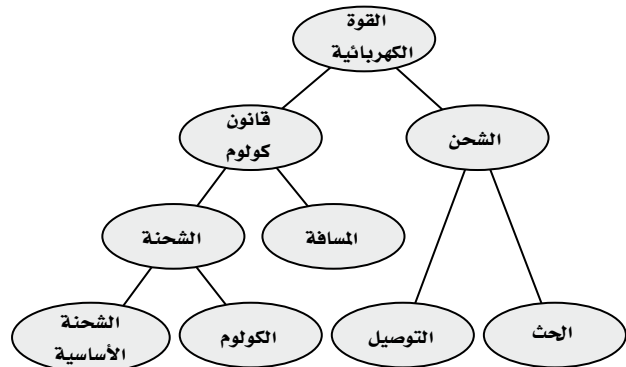 القوة
الكهربائية
قانون
كولوم
الشحن
الشحنة
المسافة
الشحنة
الأساسية
الكولوم
التوصيل
الحث